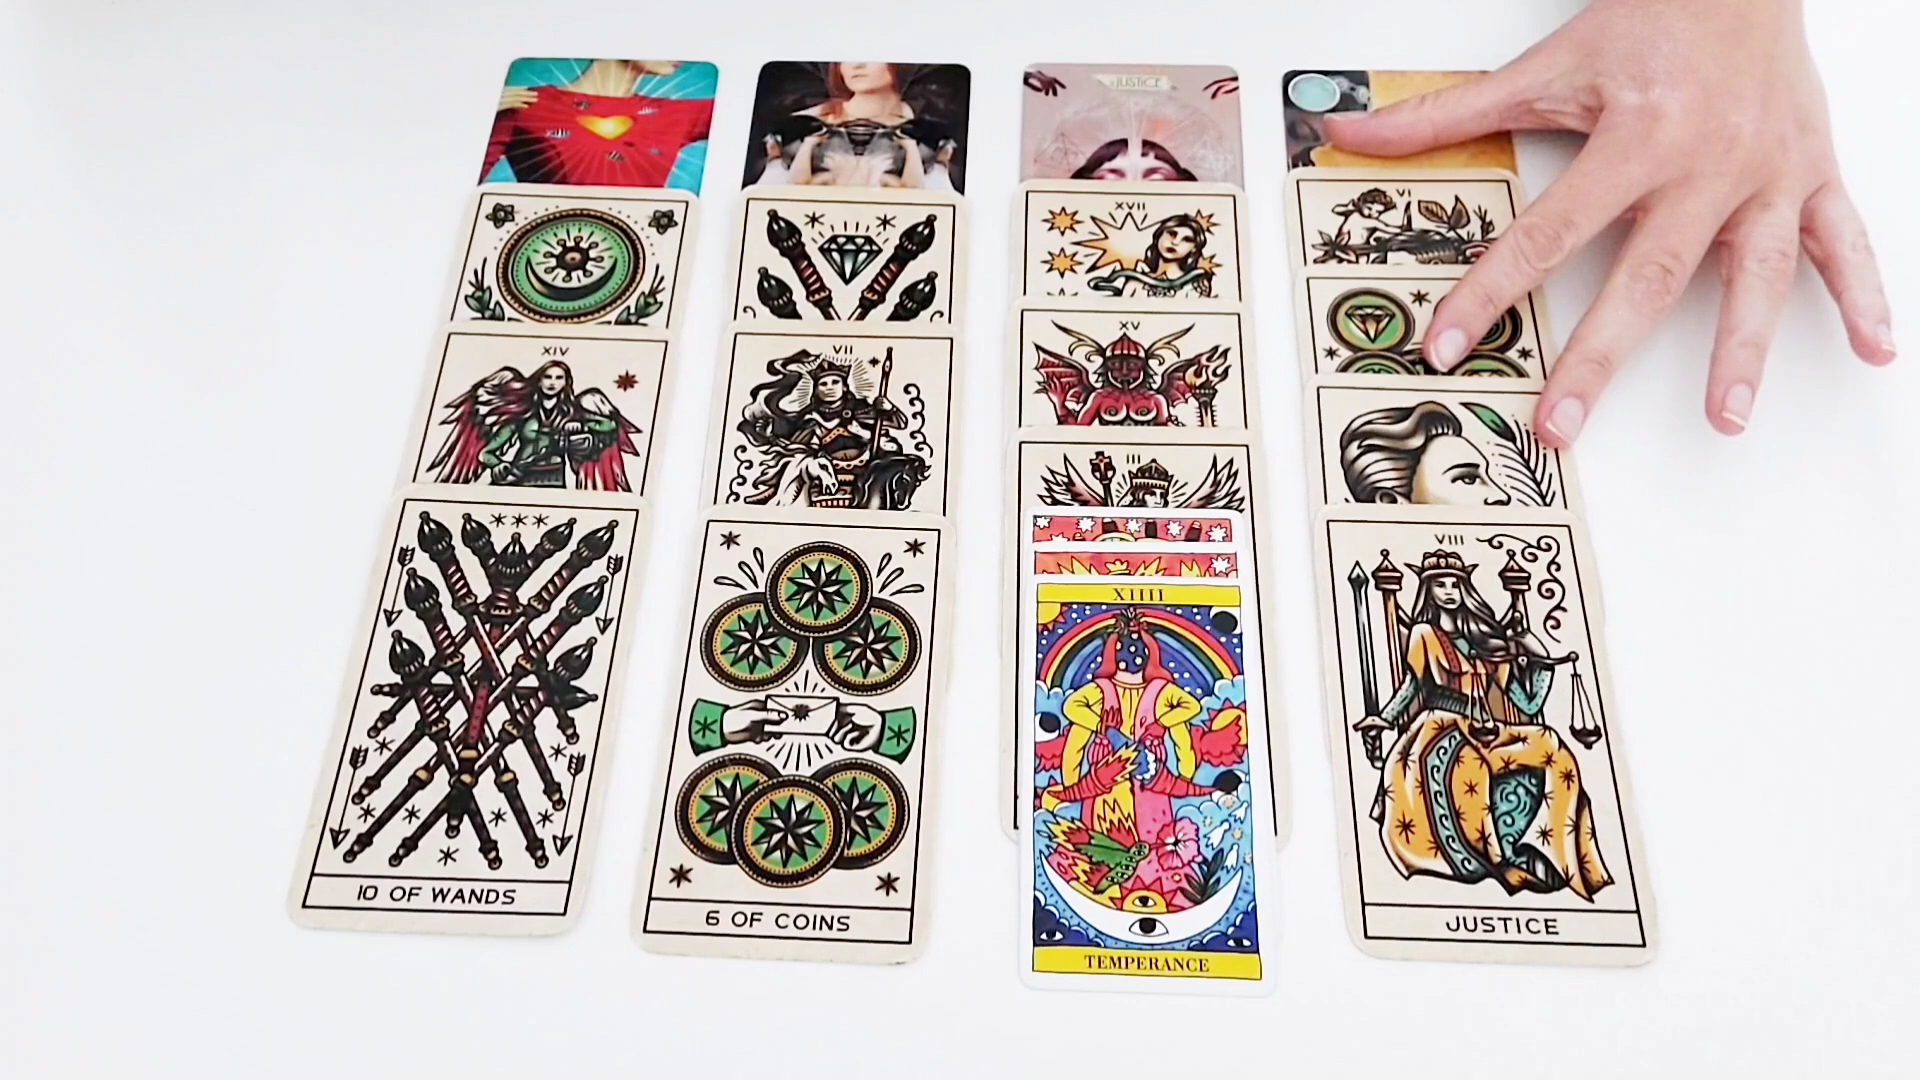 JUSTICE
XVII
VI
XIV
VII
XV
III
VIII
XIIII
10 OF WANDS
6 OF COINS
TEMPERANCE
JUSTICE